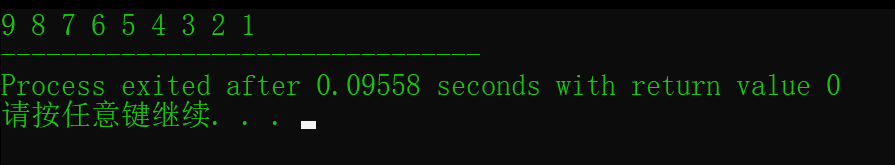 9 8 7 6 5 4 3 2 1
--------------------------------
Process exited after 0.09558 seconds with return value 0
请按任意键继续. . .